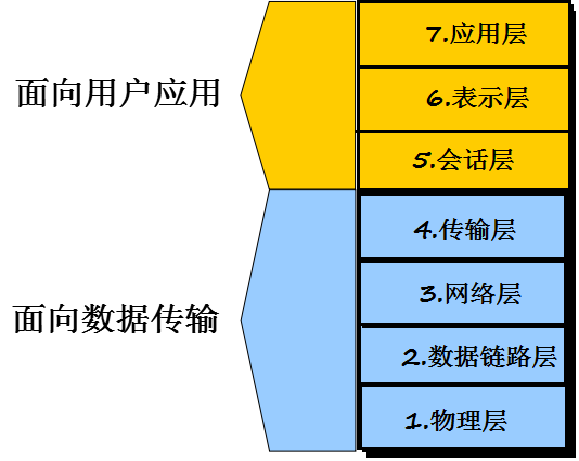 7.应用层
面向用户应用
6.表示层
5.会话层
4.传输层
3.网络层
面向数据传输
2.数据链路层
1.物理层